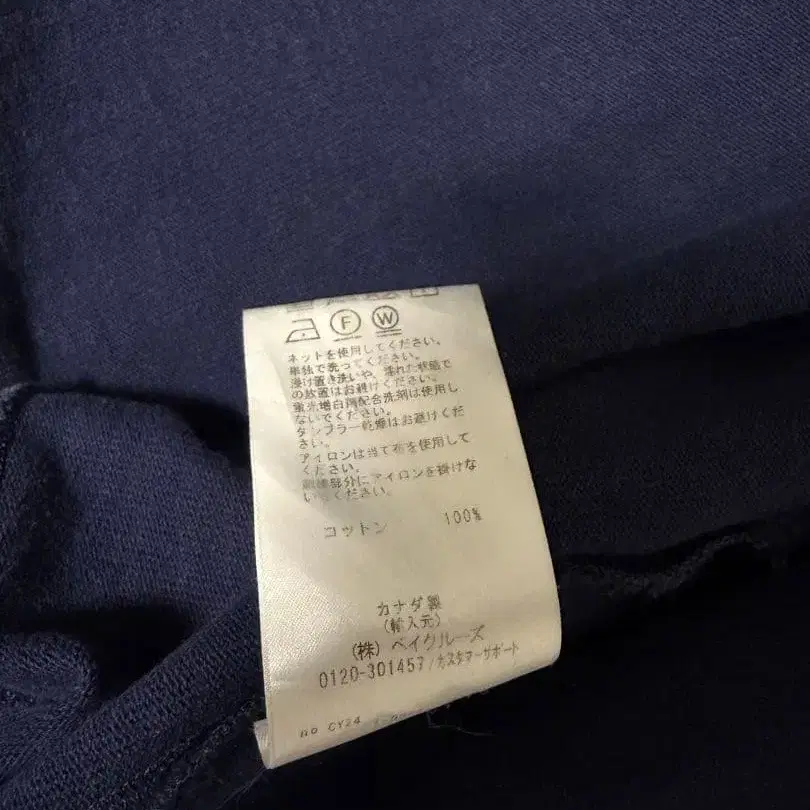 F W
ネットを使用してください。
単独で洗ってください。
浸け置き洗いや、濡れた状態で
の放置はお避けください。
蛍光増白剤配合洗剤は使用し
ないでください。
タンブラー乾燥はお避けくだ
さい。
アイロンは当て布を使用して
ください。
部分にアイロンを掛けな
いでください。
コットン 100%
カナダ製
(輸入元)
(株)ベイクルーズ
0120-301457/カスタマーサポート
no CY24